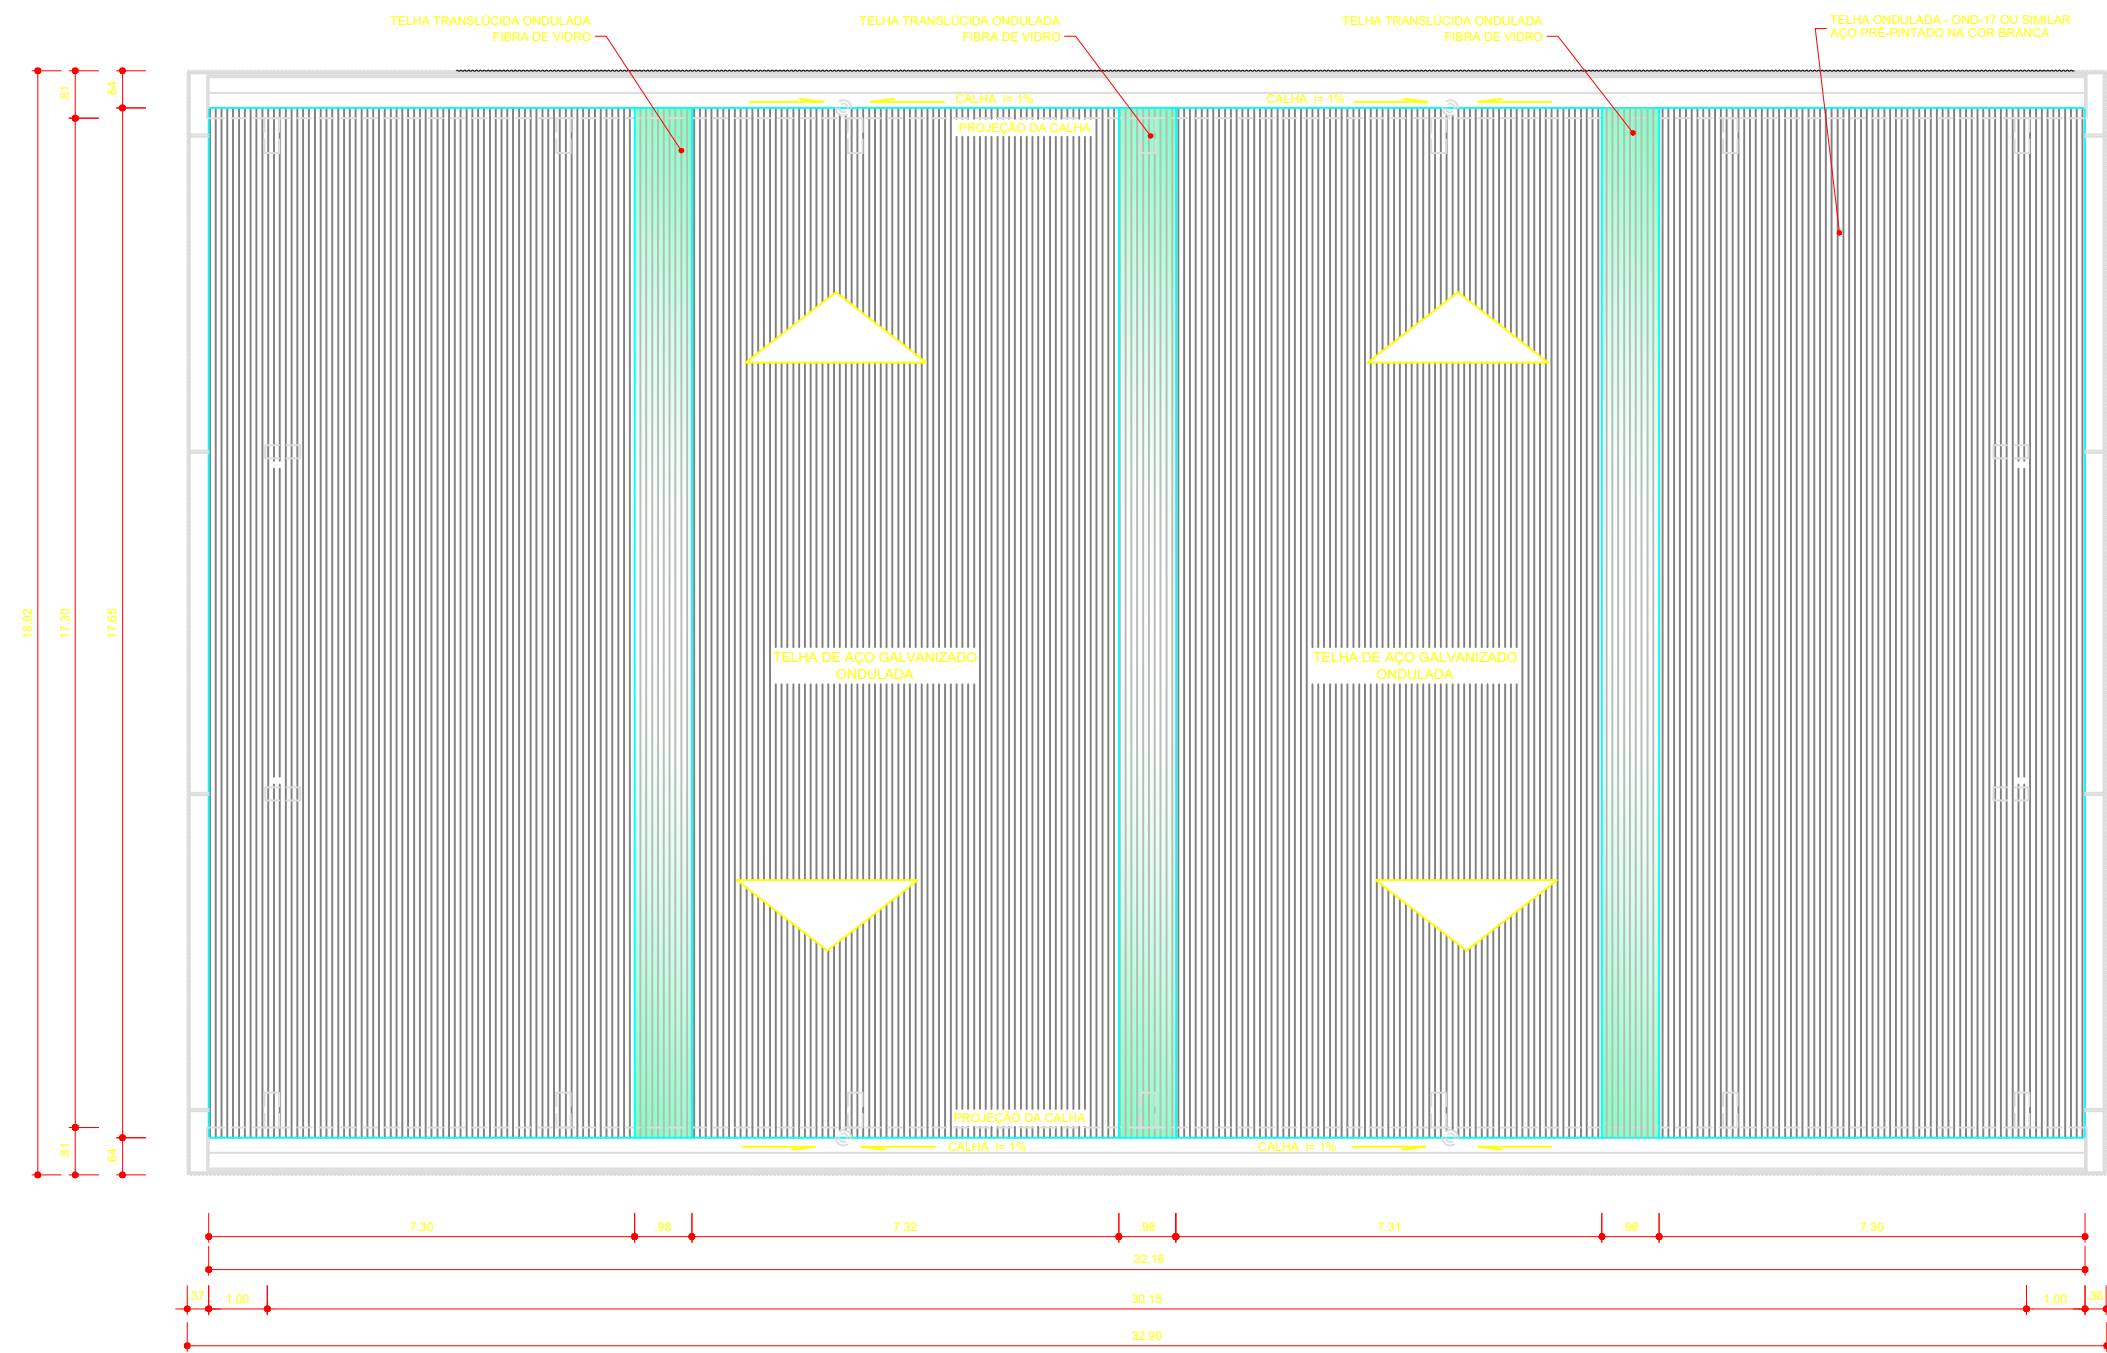 TELHA TRANSLÚCIDA ONDULADA
FIBRA DE VIDRO
TELHA TRANSLÚCIDA ONDULADA
FIBRA DE VIDRO
TELHA TRANSLÚCIDA ONDULADA
FIBRA DE VIDRO
TELHA ONDULADA - OND-17 OU SIMILAR
AÇO PRÉ-PINTADO NA COR BRANCA
.81
.64
CALHA i= 1%
CALHA i= 1%
PROJEÇÃO DA CALHA
18.92
17.30
17.65
TELHA DE AÇO GALVANIZADO
ONDULADA
TELHA DE AÇO GALVANIZADO
ONDULADA
PROJEÇÃO DA CALHA
.81
.64
CALHA i= 1%
CALHA i= 1%
7.30
.98
7.32
.98
7.31
.98
7.30
32.16
.37
1.00
30.15
1.00
.36
32.90